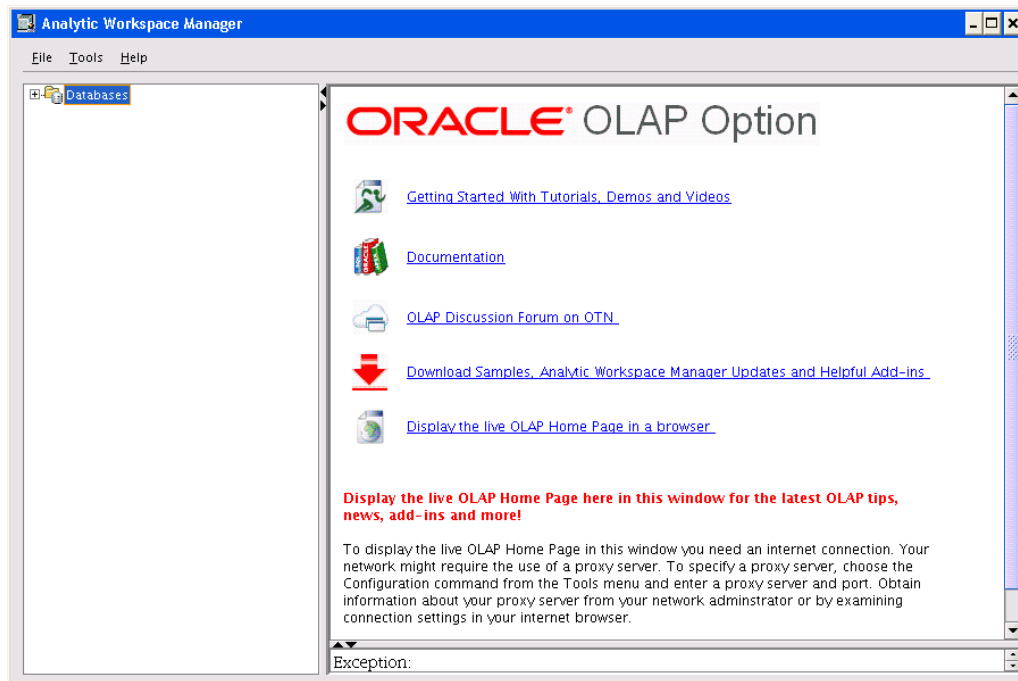 Analytic Workspace Manager
File Tools Help
Databases
ORACLE® OLAP Option
Getting Started With Tutorials, Demos and Videos
Documentation
OLAP Discussion Forum on OTN
Download Samples, Analytic Workspace Manager Updates and Helpful Add-ins
Display the live OLAP Home Page in a browser
Display the live OLAP Home Page here in this window for the latest OLAP tips,
news, add-ins and more!
To display the live OLAP Home Page in this window you need an internet connection. Your
network might require the use of a proxy server. To specify a proxy server, choose the
Configuration command from the Tools menu and enter a proxy server and port. Obtain
information about your proxy server from your network adminstrator or by examining
connection settings in your internet browser.
Exception: